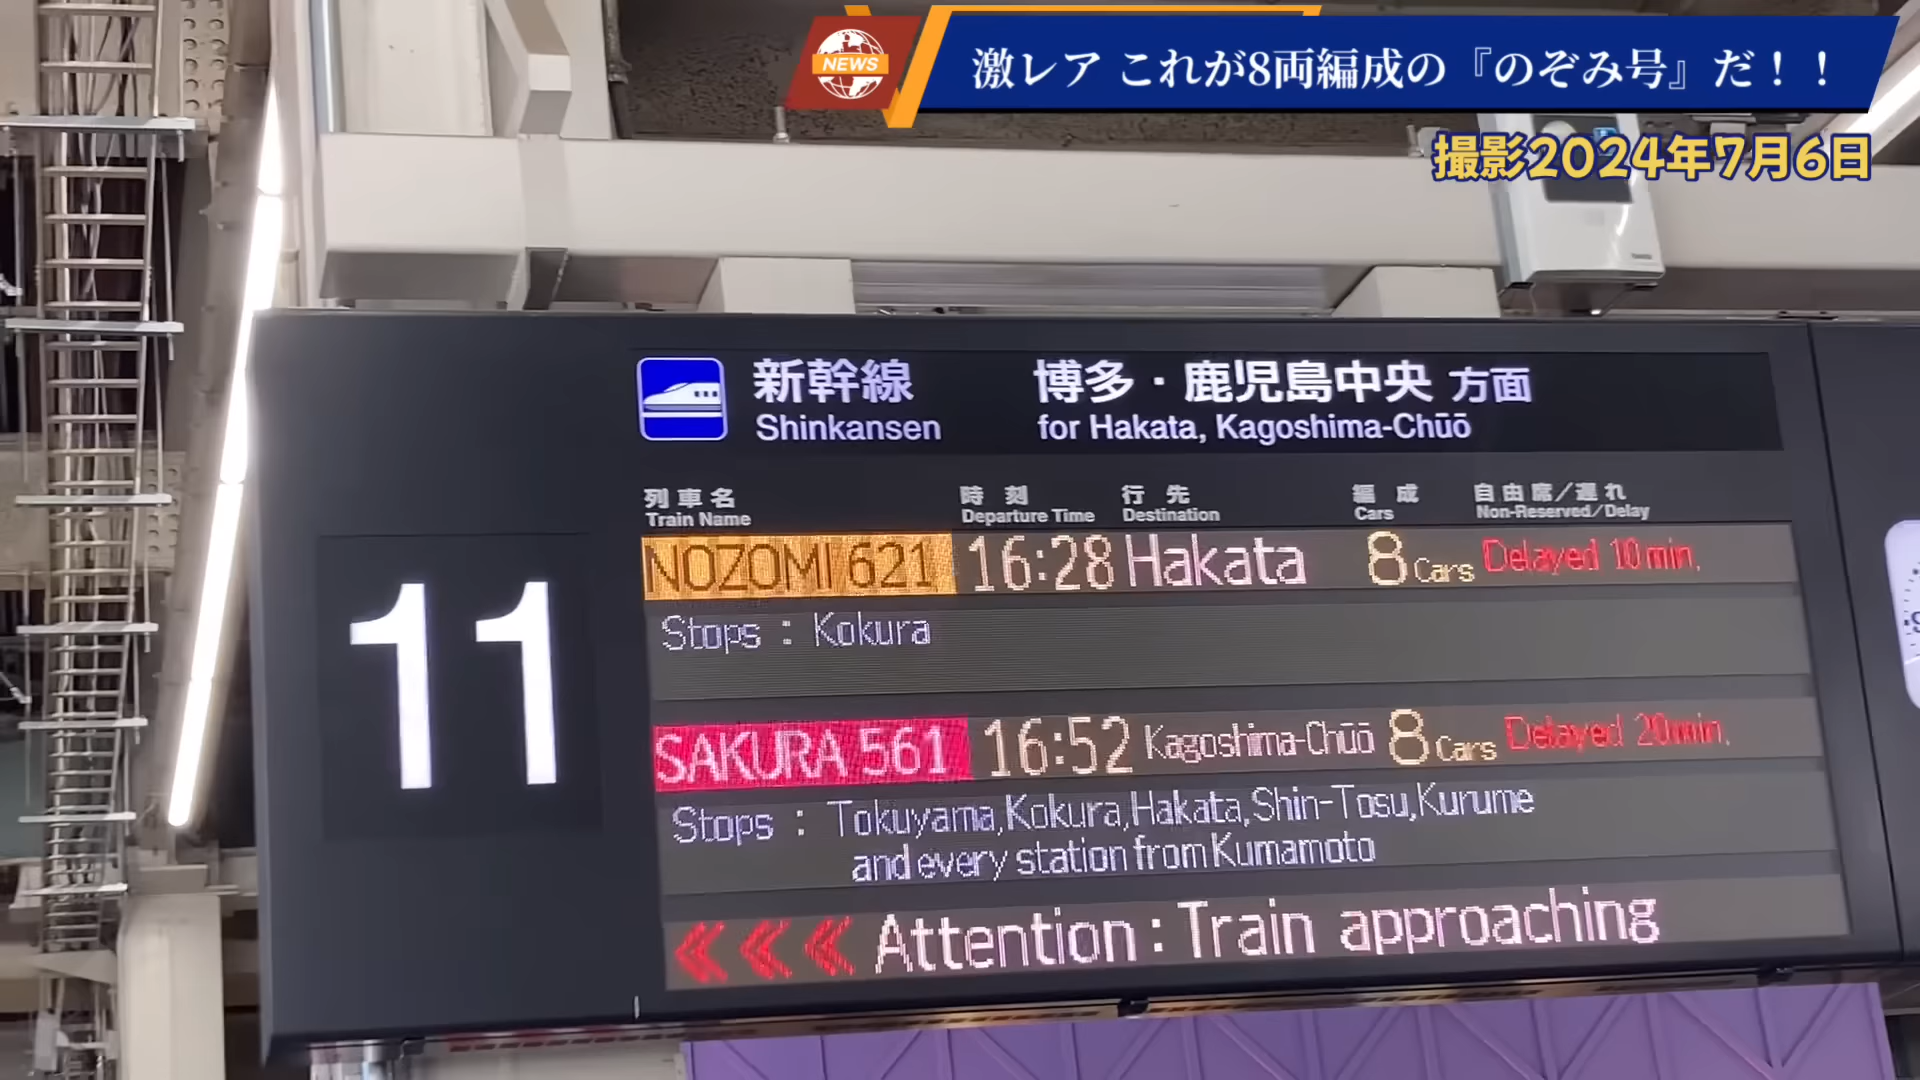 NEWS
激レア これが8両編成の『のぞみ号』だ！！
撮影2024年7月6日
新幹線 博多・鹿児島中央 方面
Shinkansen for Hakata, Kagoshima-Chūō
列車名 時刻 行先 編成 自由席／遅れ
Train Name Departure Time Destination Cars Non-Reserved/Delay
11
NOZOMI 621 16:28 Hakata 8 Cars Delayed 10 min.
Stops : Kokura
SAKURA 561 16:52 Kagoshima-Chūō 8 Cars Delayed 20min.
Stops : Tokuyama,Kokura,Hakata,Shin-Tosu,Kurume
and every station from Kumamoto
《《《 Attention : Train approaching